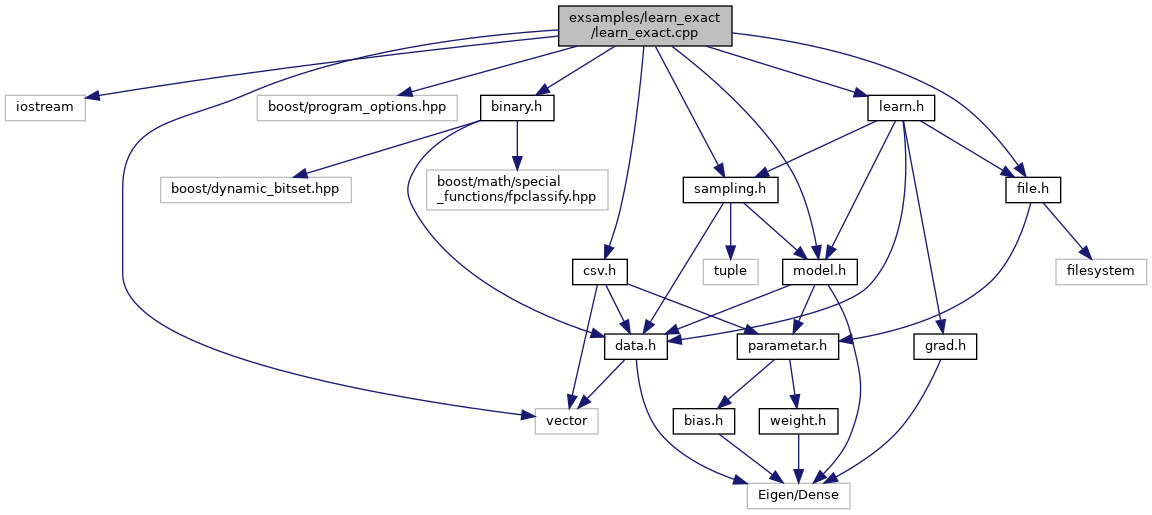 exsamples/learn_exact
/learn_exact.cpp
iostream
boost/program_options.hpp
binary.h
learn.h
boost/dynamic_bitset.hpp
boost/math/special
_functions/fpclassify.hpp
sampling.h
file.h
csv.h
tuple
model.h
filesystem
data.h
parametar.h
grad.h
vector
bias.h
weight.h
Eigen/Dense